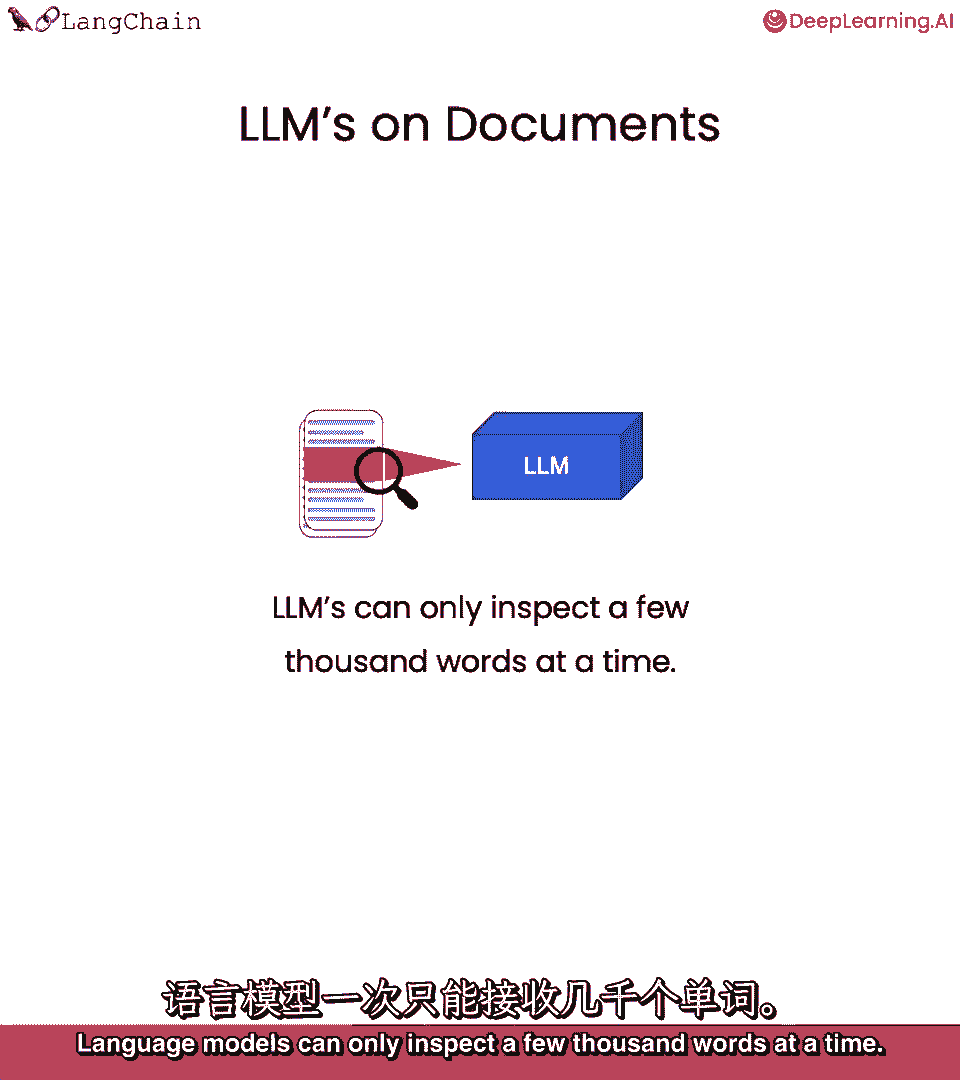 LangChain
DeepLearning.AI
LLM's on Documents
LLM
LLM's can only inspect a few
thousand words at a time.
语言模型一次只能接收几千个单词。
Language models can only inspect a few thousand words at a time.